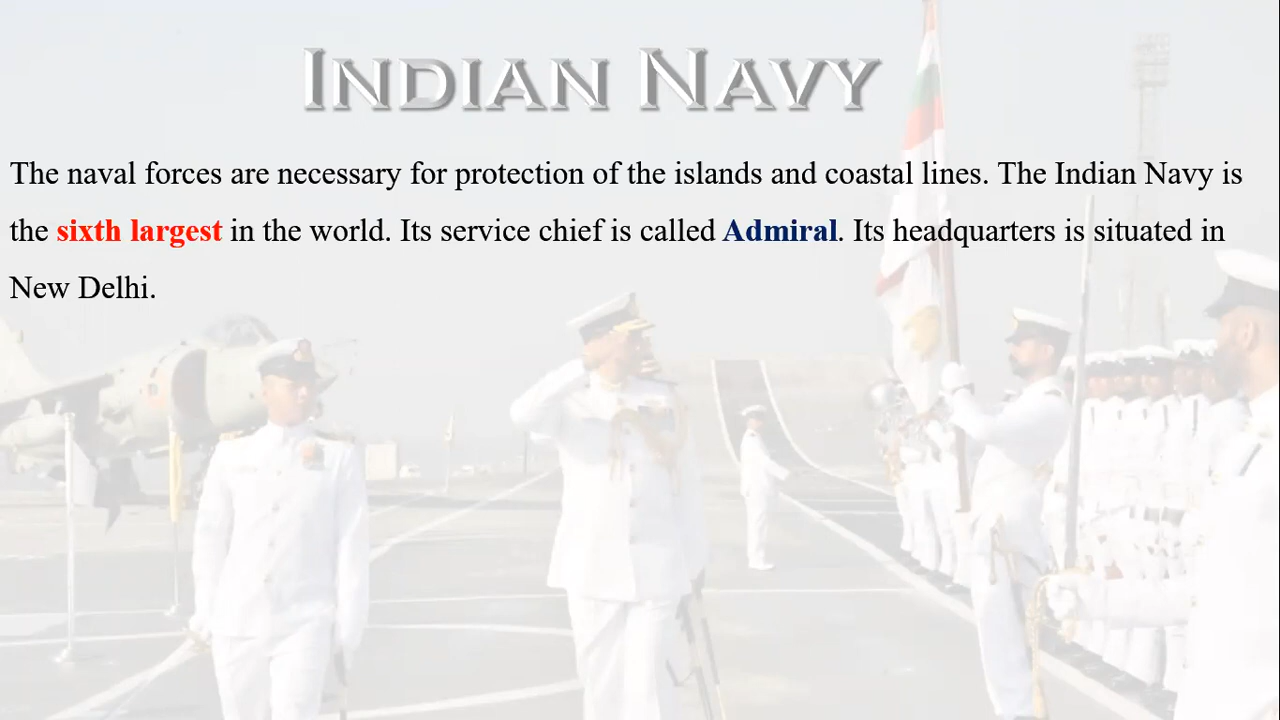 INDIAN NAVY
The naval forces are necessary for protection of the islands and coastal lines. The Indian Navy is
the sixth largest in the world. Its service chief is called Admiral. Its headquarters is situated in
New Delhi.